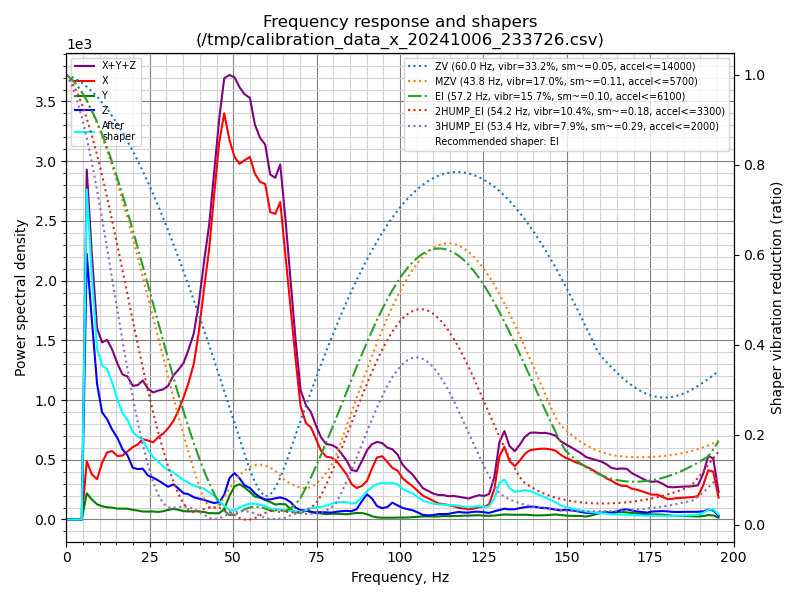 Frequency response and shapers
(/tmp/calibration_data_x_20241006_233726.csv)
1e3
X+Y+Z
X
Y
Z
After
shaper
ZV (60.0 Hz, vibr=33.2%, sm~=0.05, accel<=14000)
MZV (43.8 Hz, vibr=17.0%, sm~=0.11, accel<=5700)
EI (57.2 Hz, vibr=15.7%, sm~=0.10, accel<=6100)
2HUMP_EI (54.2 Hz, vibr=10.4%, sm~=0.18, accel<=3300)
3HUMP_EI (53.4 Hz, vibr=7.9%, sm~=0.29, accel<=2000)
Recommended shaper: EI
Power spectral density
3.5
3.0
2.5
2.0
1.5
1.0
0.5
0.0
Shaper vibration reduction (ratio)
1.0
0.8
0.6
0.4
0.2
0.0
0 25 50 75 100 125 150 175 200
Frequency, Hz